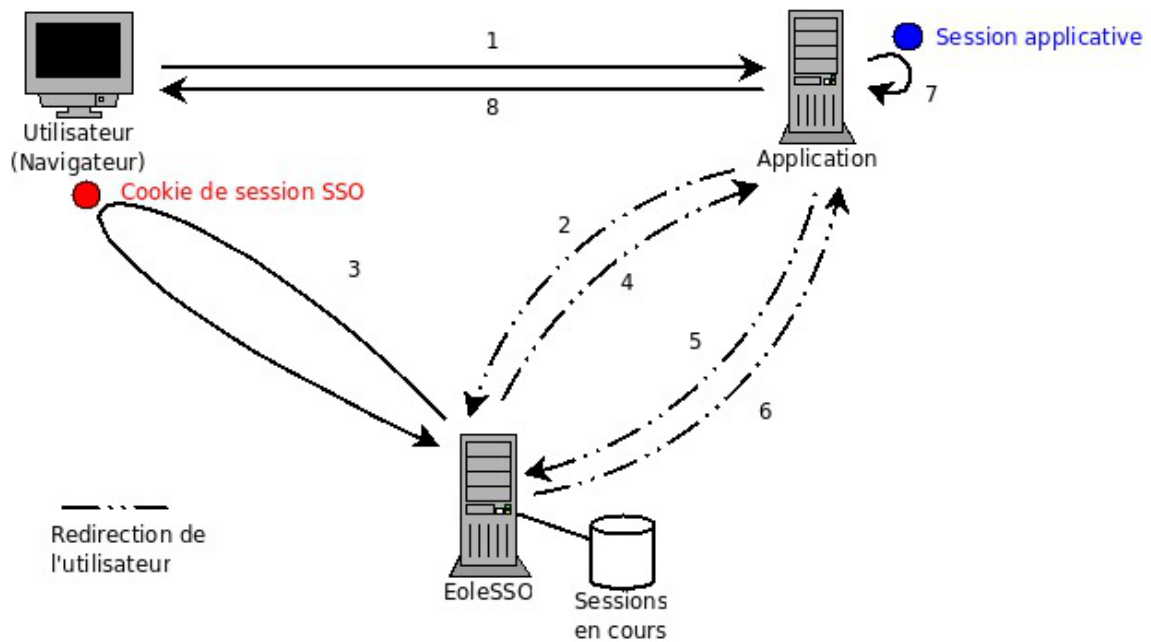 1
Session applicative
7
8
Utilisateur
(Navigateur)
Application
Cookie de session SSO
2
3
4
5
6
Redirection de
l'utilisateur
EoleSSO
Sessions
en cours